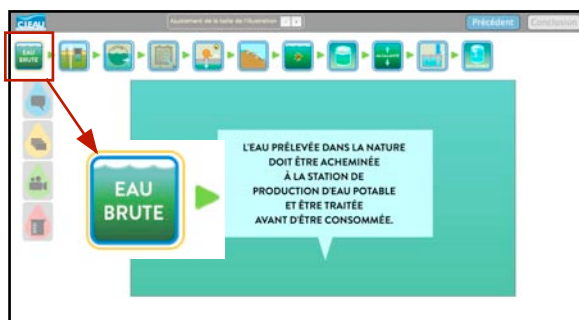 C.I.EAU
Ajustement de la taille de l'illustration - +
Précédent
Conclusion
EAU
BRUTE
EAU
BRUTE
L'EAU PRÉLEVÉE DANS LA NATURE
DOIT ÊTRE ACHEMINÉE
À LA STATION DE
PRODUCTION D'EAU POTABLE
ET ÊTRE TRAITÉE
AVANT D'ÊTRE CONSOMMÉE.